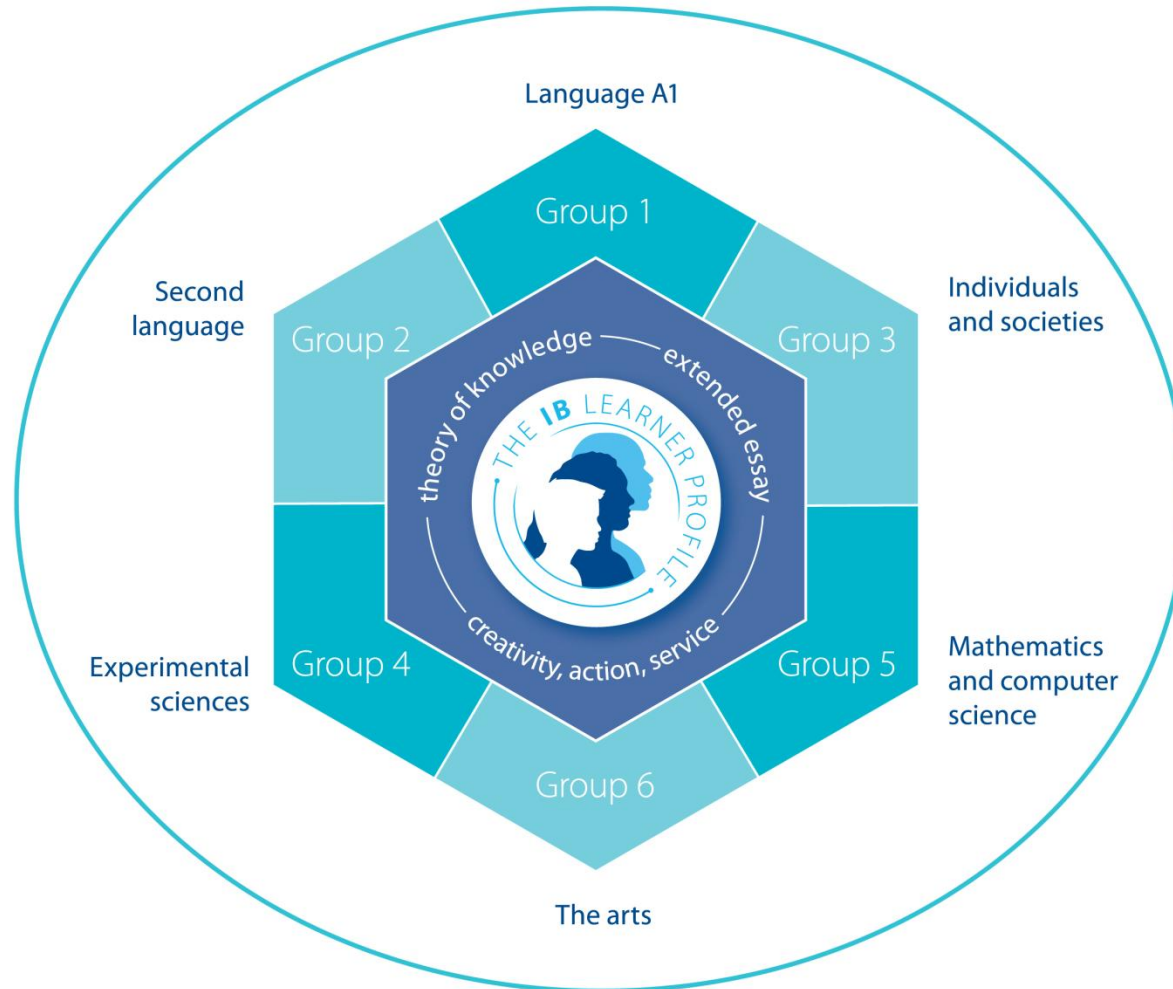 Language A1
Group 1
Second
language
Group 2
Individuals
and societies
Group 3
theory of knowledge
extended essay
THE IB LEARNER PROFILE
creativity, action, service
Experimental
sciences
Group 4
Mathematics
and computer
science
Group 5
Group 6
The arts